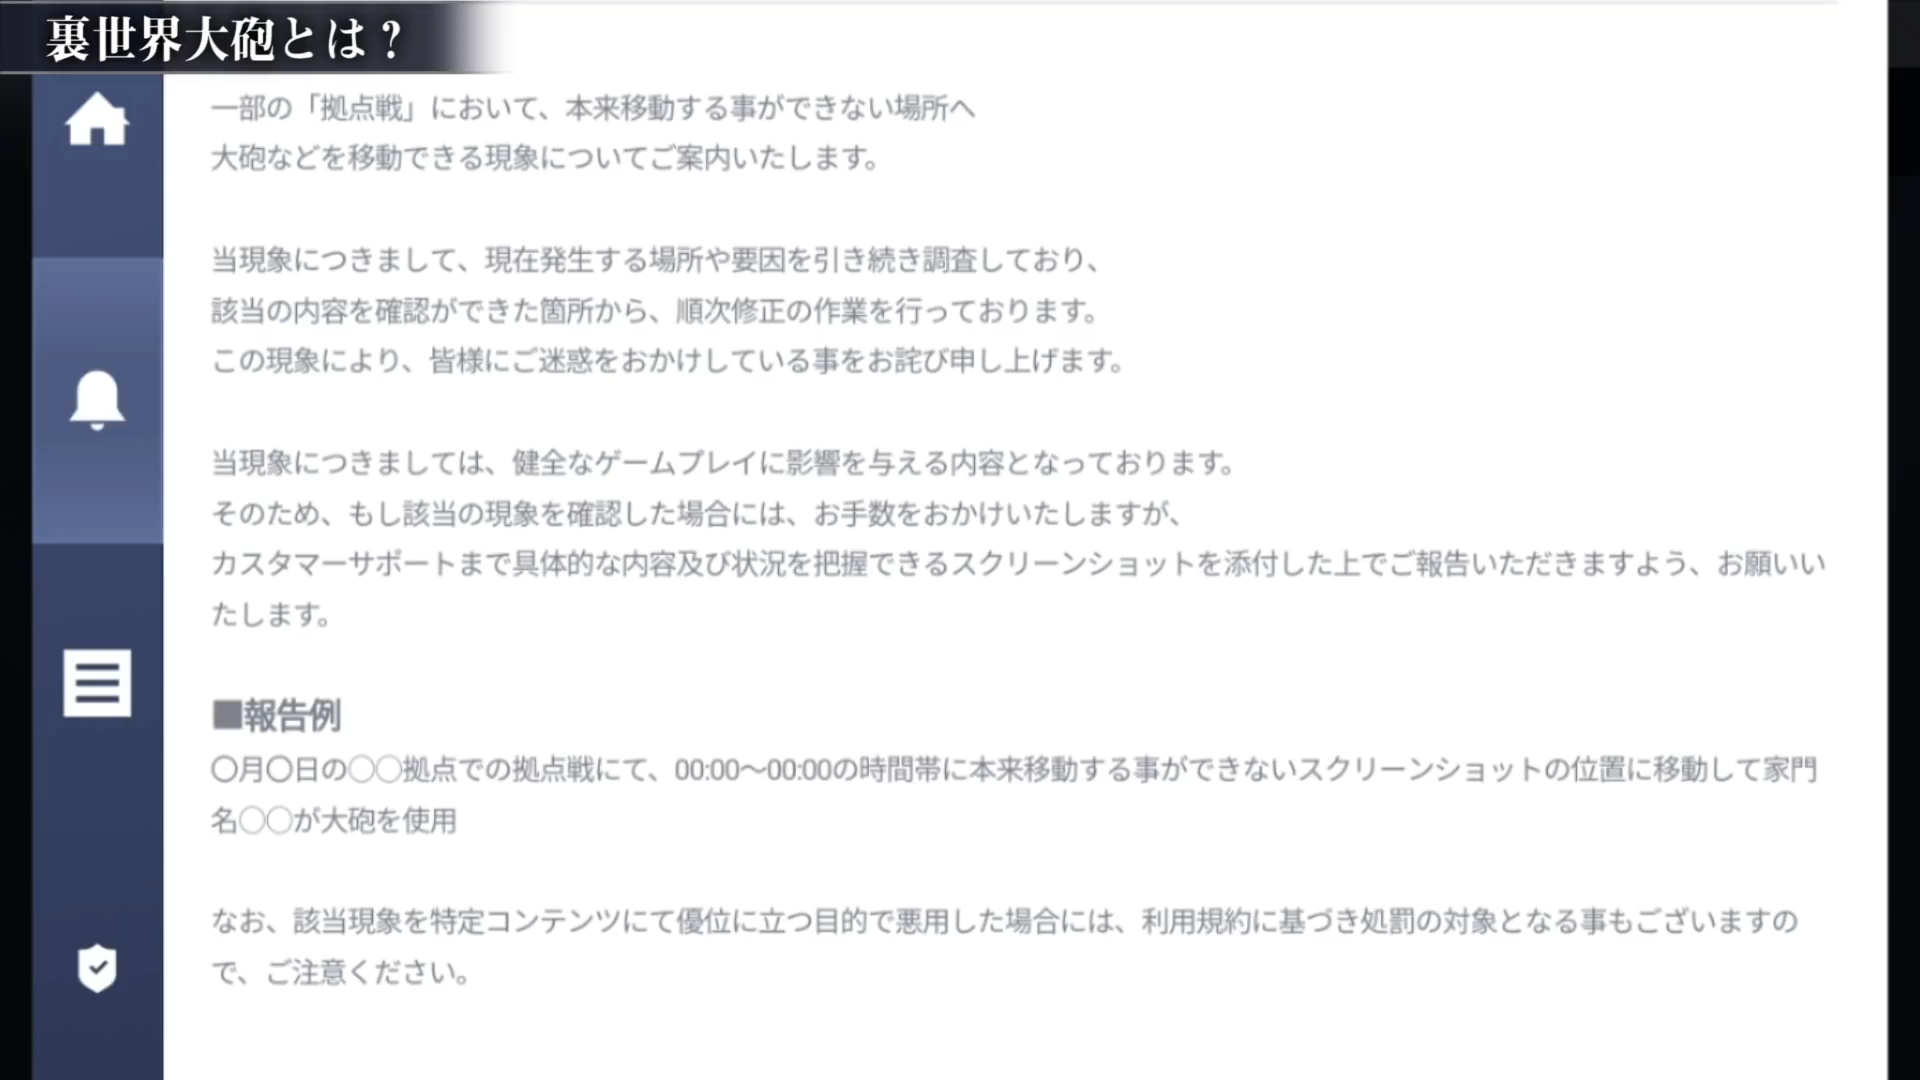 裏世界大砲とは？
一部の「拠点戦」において、本来移動する事ができない場所へ
大砲などを移動できる現象についてご案内いたします。
当現象につきまして、現在発生する場所や要因を引き続き調査しており、
該当の内容を確認ができた箇所から、順次修正の作業を行っております。
この現象により、皆様にご迷惑をおかけしている事をお詫び申し上げます。
当現象につきましては、健全なゲームプレイに影響を与える内容となっております。
そのため、もし該当の現象を確認した場合には、お手数をおかけいたしますが、
カスタマーサポートまで具体的な内容及び状況を把握できるスクリーンショットを添付した上でご報告いただきますよう、お願いい
たします。
■報告例
〇月〇日の○○拠点での拠点戦にて、00:00～00:00の時間帯に本来移動する事ができないスクリーンショットの位置に移動して家門
名○○が大砲を使用
なお、該当現象を特定コンテンツにて優位に立つ目的で悪用した場合には、利用規約に基づき処罰の対象となる事もございますの
で、ご注意ください。